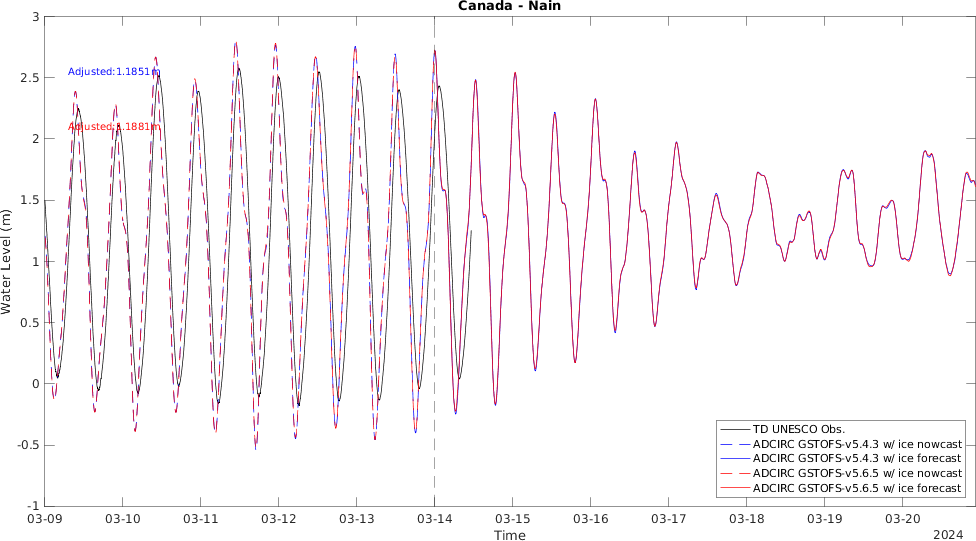 Canada - Nain
3
2.5
2
1.5
1
0.5
0
-0.5
-1
Water Level (m)
Adjusted:1.1851m
Adjusted:1.1881m
TD UNESCO Obs.
ADCIRC GSTOFS-v5.4.3 w/ ice nowcast
ADCIRC GSTOFS-v5.4.3 w/ ice forecast
ADCIRC GSTOFS-v5.6.5 w/ ice nowcast
ADCIRC GSTOFS-v5.6.5 w/ ice forecast
03-09 03-10 03-11 03-12 03-13 03-14 03-15 03-16 03-17 03-18 03-19 03-20
Time
2024